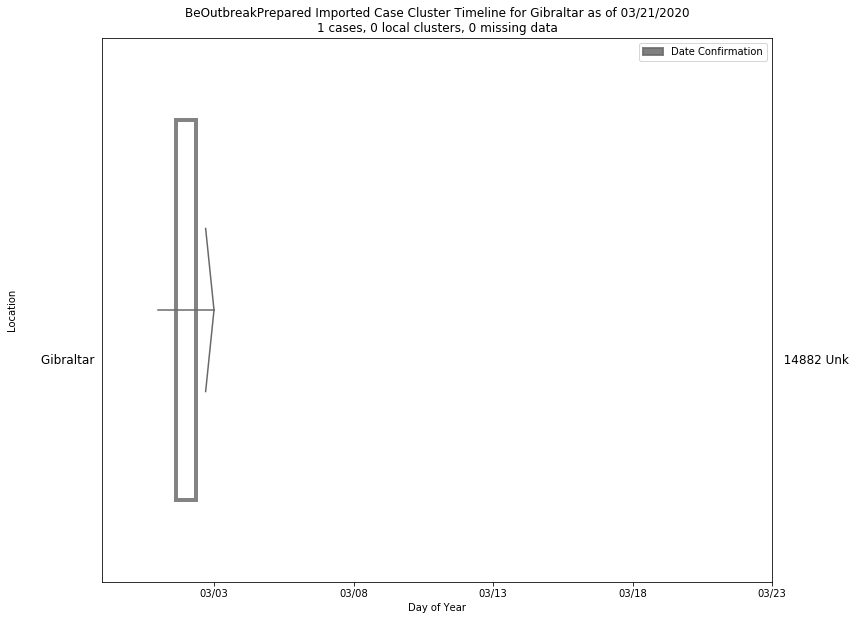 BeOutbreakPrepared Imported Case Cluster Timeline for Gibraltar as of 03/21/2020
1 cases, 0 local clusters, 0 missing data
Date Confirmation
Location
Gibraltar
14882 Unk
03/03 03/08 03/13 03/18 03/23
Day of Year